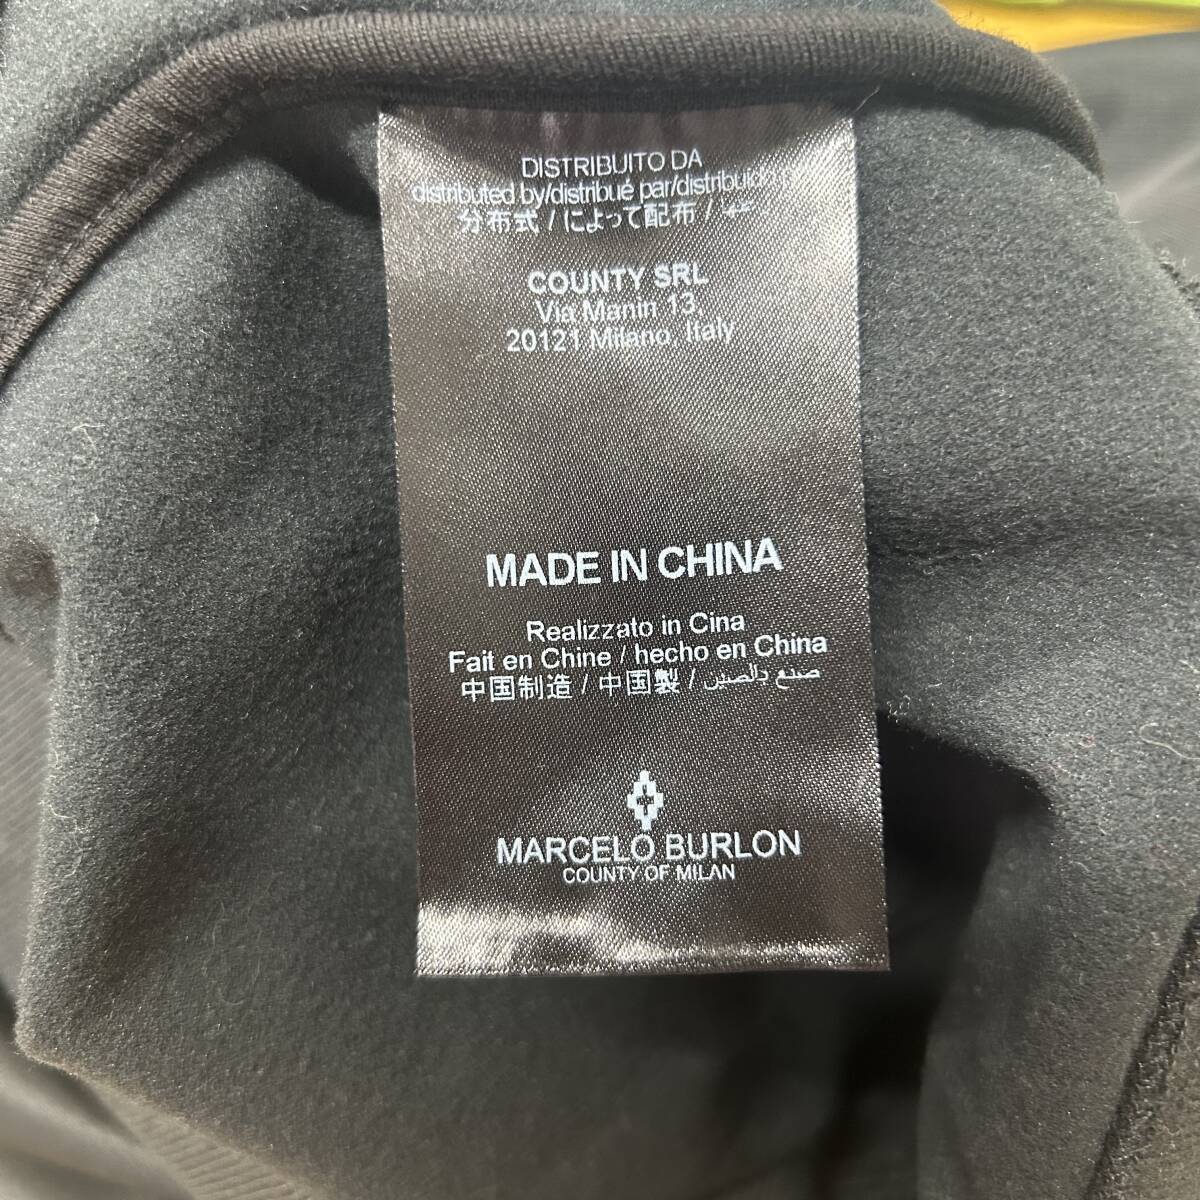 DISTRIBUITO DA
distributed by/distribué par/distribuido
分布式 / によって配布 /
COUNTY SRL
Via Manin 13,
20121 Milano, Italy
MADE IN CHINA
Realizzato in Cina
Fait en Chine / hecho en China
中国制造 / 中国製 / صنع بالصين
MARCELO BURLON
COUNTY OF MILAN